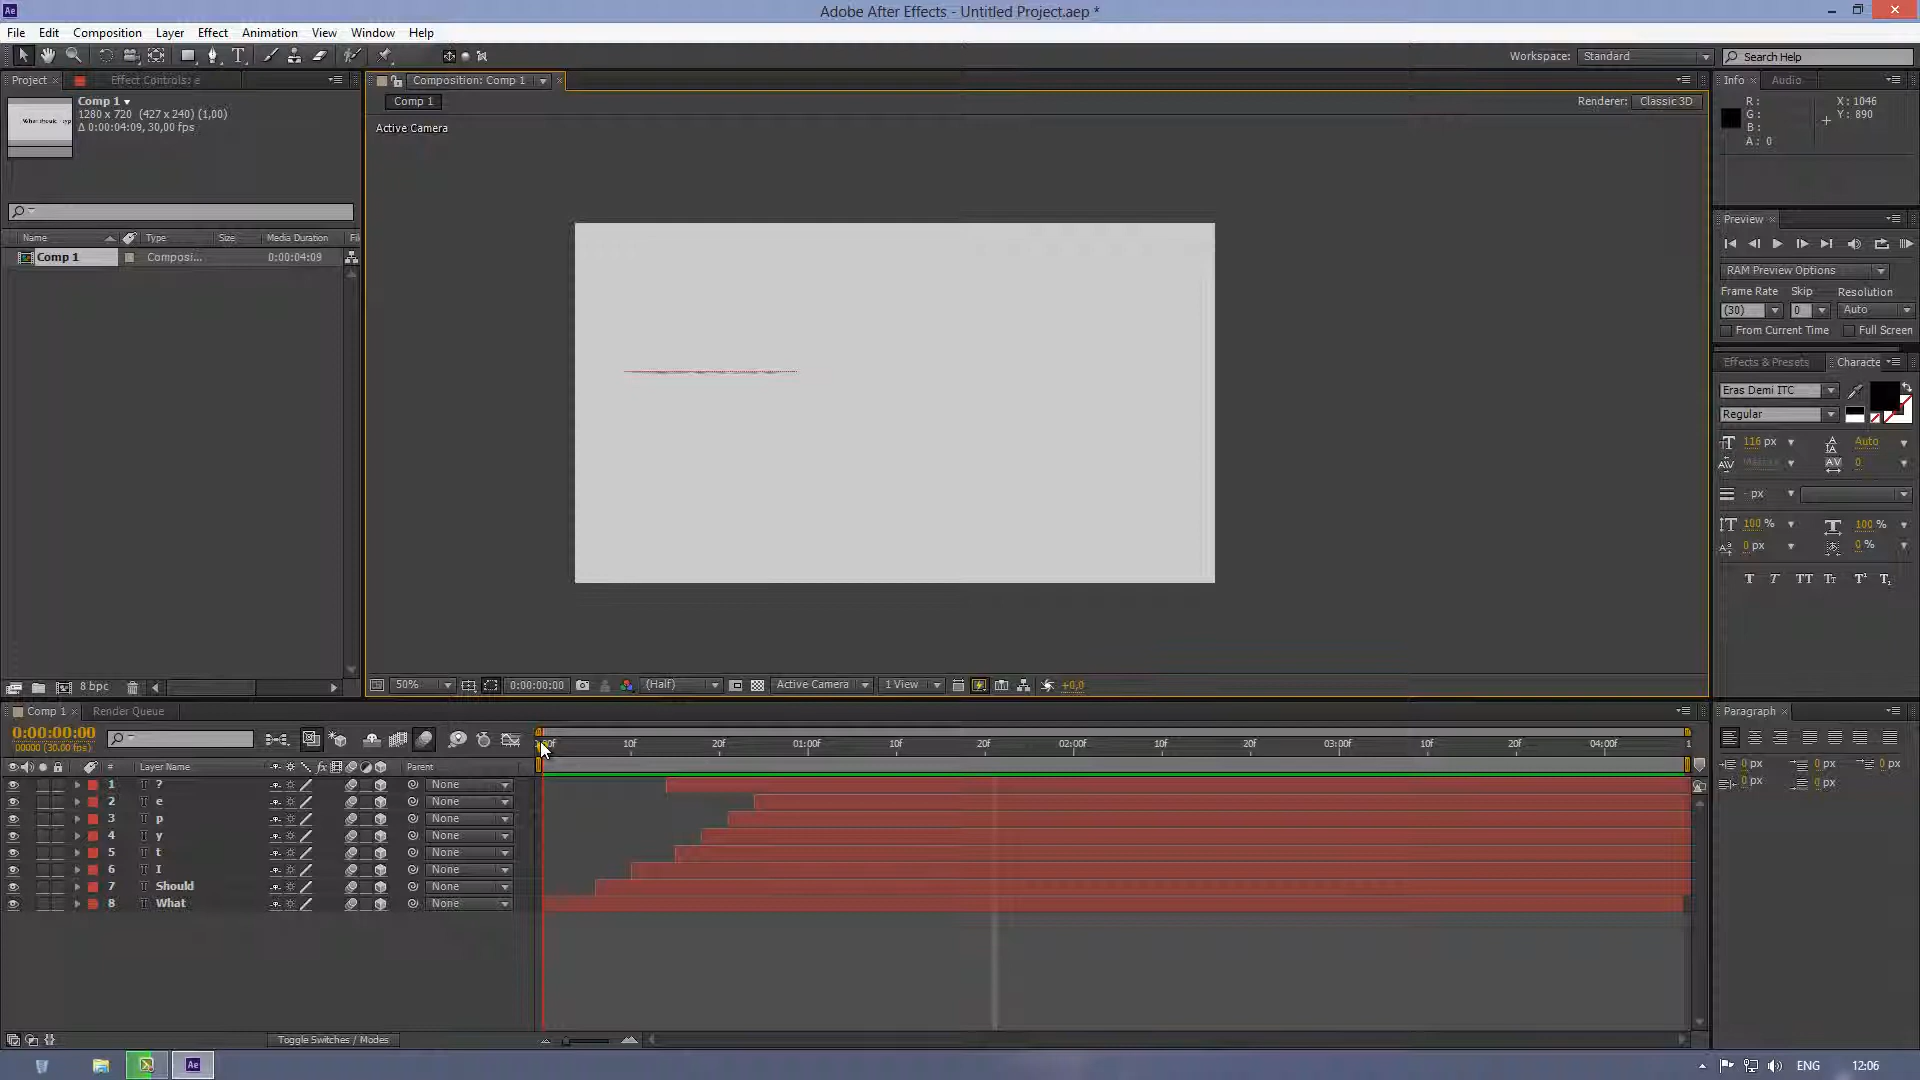 Adobe After Effects - Untitled Project.aep *
File Edit Composition Layer Effect Animation View Window Help
Workspace: Standard
Search Help
Project Effect Controls: e
Composition: Comp 1
Info Audio
Comp 1
1280 x 720 (427 x 240) (1,00)
Δ 0:00:04:09, 30,00 fps
Comp 1
Renderer: Classic 3D
Active Camera
R:
G:
B:
A: 0
X: 1046
Y: 890
Preview
RAM Preview Options
Frame Rate Skip Resolution
(30) 0 Auto
From Current Time Full Screen
Name Type Size Media Duration Fil
Comp 1 Composi... 0:00:04:09
Effects & Presets Characte
Eras Demi ITC
Regular
116 px Auto
Metrics 0
- px
100 % 100 %
0 px 0 %
T T TT Tt T¹ T₁
8 bpc
50% 0:00:00:00 (Half) Active Camera 1 View +0,0
Comp 1 Render Queue
Paragraph
0:00:00:00
00000 (30.00 fps)
10f 20f 01:00f 10f 20f 02:00f 10f 20f 03:00f 10f 20f 04:00f 1
# Layer Name Parent
1 T ? None
2 T e None
3 T p None
4 T y None
5 T t None
6 T I None
7 T Should None
8 T What None
0 px 0 px 0 px
0 px 0 px
Toggle Switches / Modes
Ae
ENG 12:06